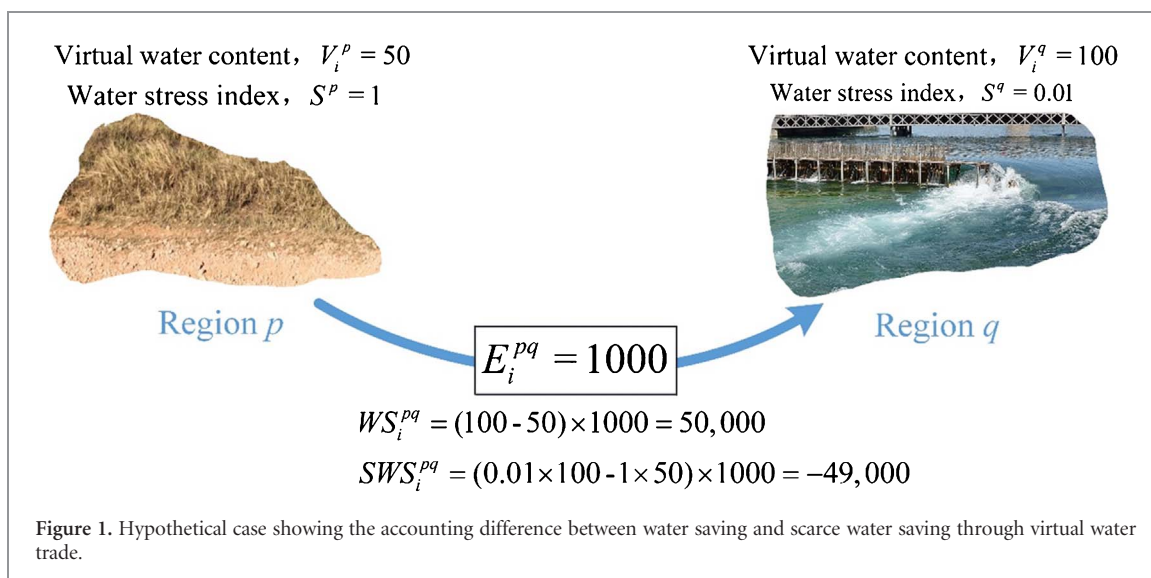 Virtual water content, V_i^p = 50
Water stress index, S^p = 1
Virtual water content, V_i^q = 100
Water stress index, S^q = 0.01
Region p
Region q
E_i^{pq} = 1000
WS_i^{pq} = (100 - 50) × 1000 = 50,000
SWS_i^{pq} = (0.01 × 100 - 1 × 50) × 1000 = −49,000
Figure 1. Hypothetical case showing the accounting difference between water saving and scarce water saving through virtual water
trade.